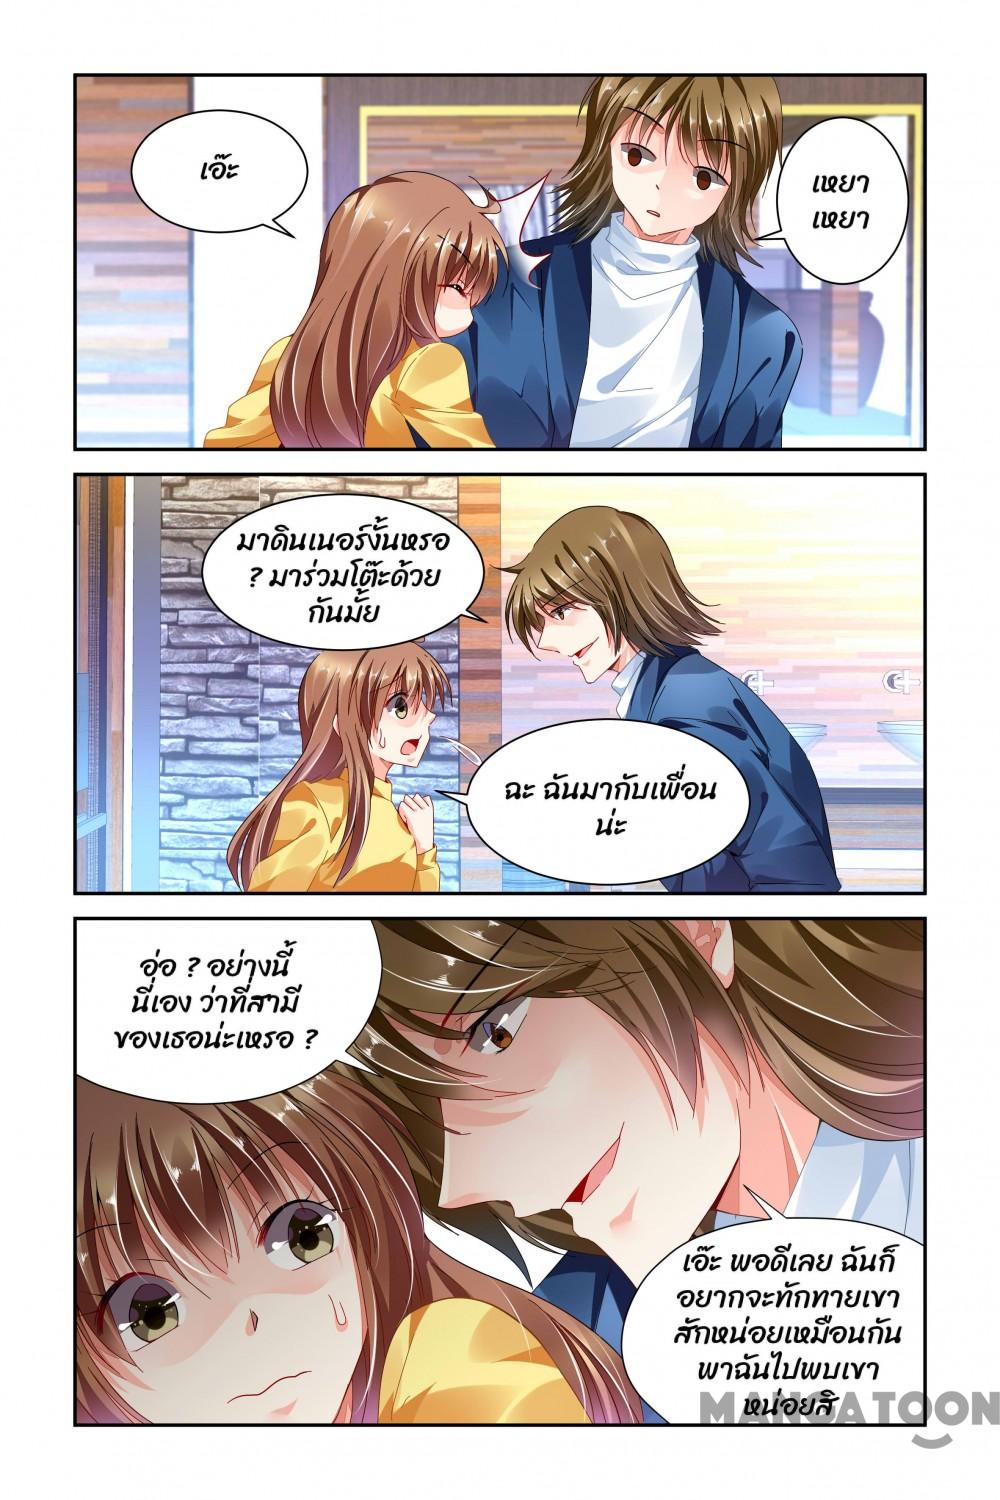 เอ๊ะ
เหยา
เหยา
มาดินเนอร์งั้นหรอ
? มาร่วมโต๊ะด้วย
กันมั้ย
ฉะ ฉันมากับเพื่อน
น่ะ
อ่อ ? อย่างนี้
นี่เอง ว่าที่สามี
ของเธอน่ะเหรอ ?
เอ๊ะ พอดีเลย ฉันก็
อยากจะทักทายเขา
สักหน่อยเหมือนกัน
พาฉันไปพบเขา
หน่อยสิ
MANGATOON